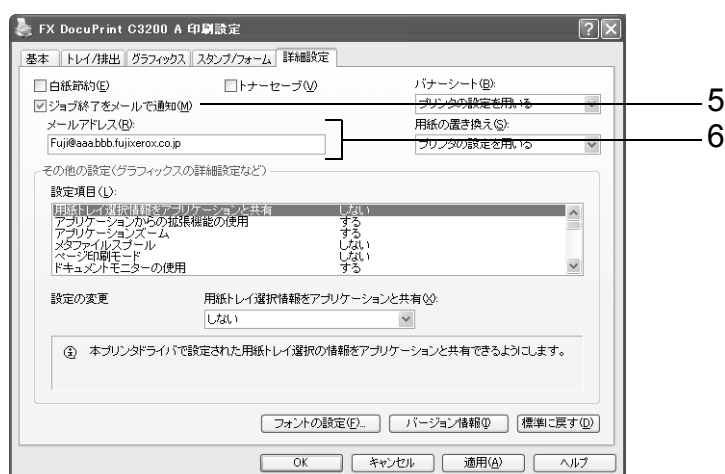 FX DocuPrint C3200 A 印刷設定
基本 トレイ/排出 グラフィックス スタンプ/フォーム 詳細設定
白紙節約(E) トナーセーブ(V) バナーシート(B):
ジョブ終了をメールで通知(M) プリンタの設定を用いる 5
メールアドレス(R): 用紙の置き換え(S): 6
Fuji@aaa.bbb.fujixerox.co.jp プリンタの設定を用いる
その他の設定(グラフィックスの詳細設定など)
設定項目(L):
用紙トレイ選択情報をアプリケーションと共有 しない
アプリケーションからの拡張機能の使用 する
アプリケーションズーム する
メタファイルスプール しない
ページ印刷モード しない
ドキュメントモニターの使用 する
設定の変更 用紙トレイ選択情報をアプリケーションと共有(X):
しない
本プリンタドライバで設定された用紙トレイ選択の情報をアプリケーションと共有できるようにします。
フォントの設定(F)... バージョン情報(I) 標準に戻す(D)
OK キャンセル 適用(A) ヘルプ